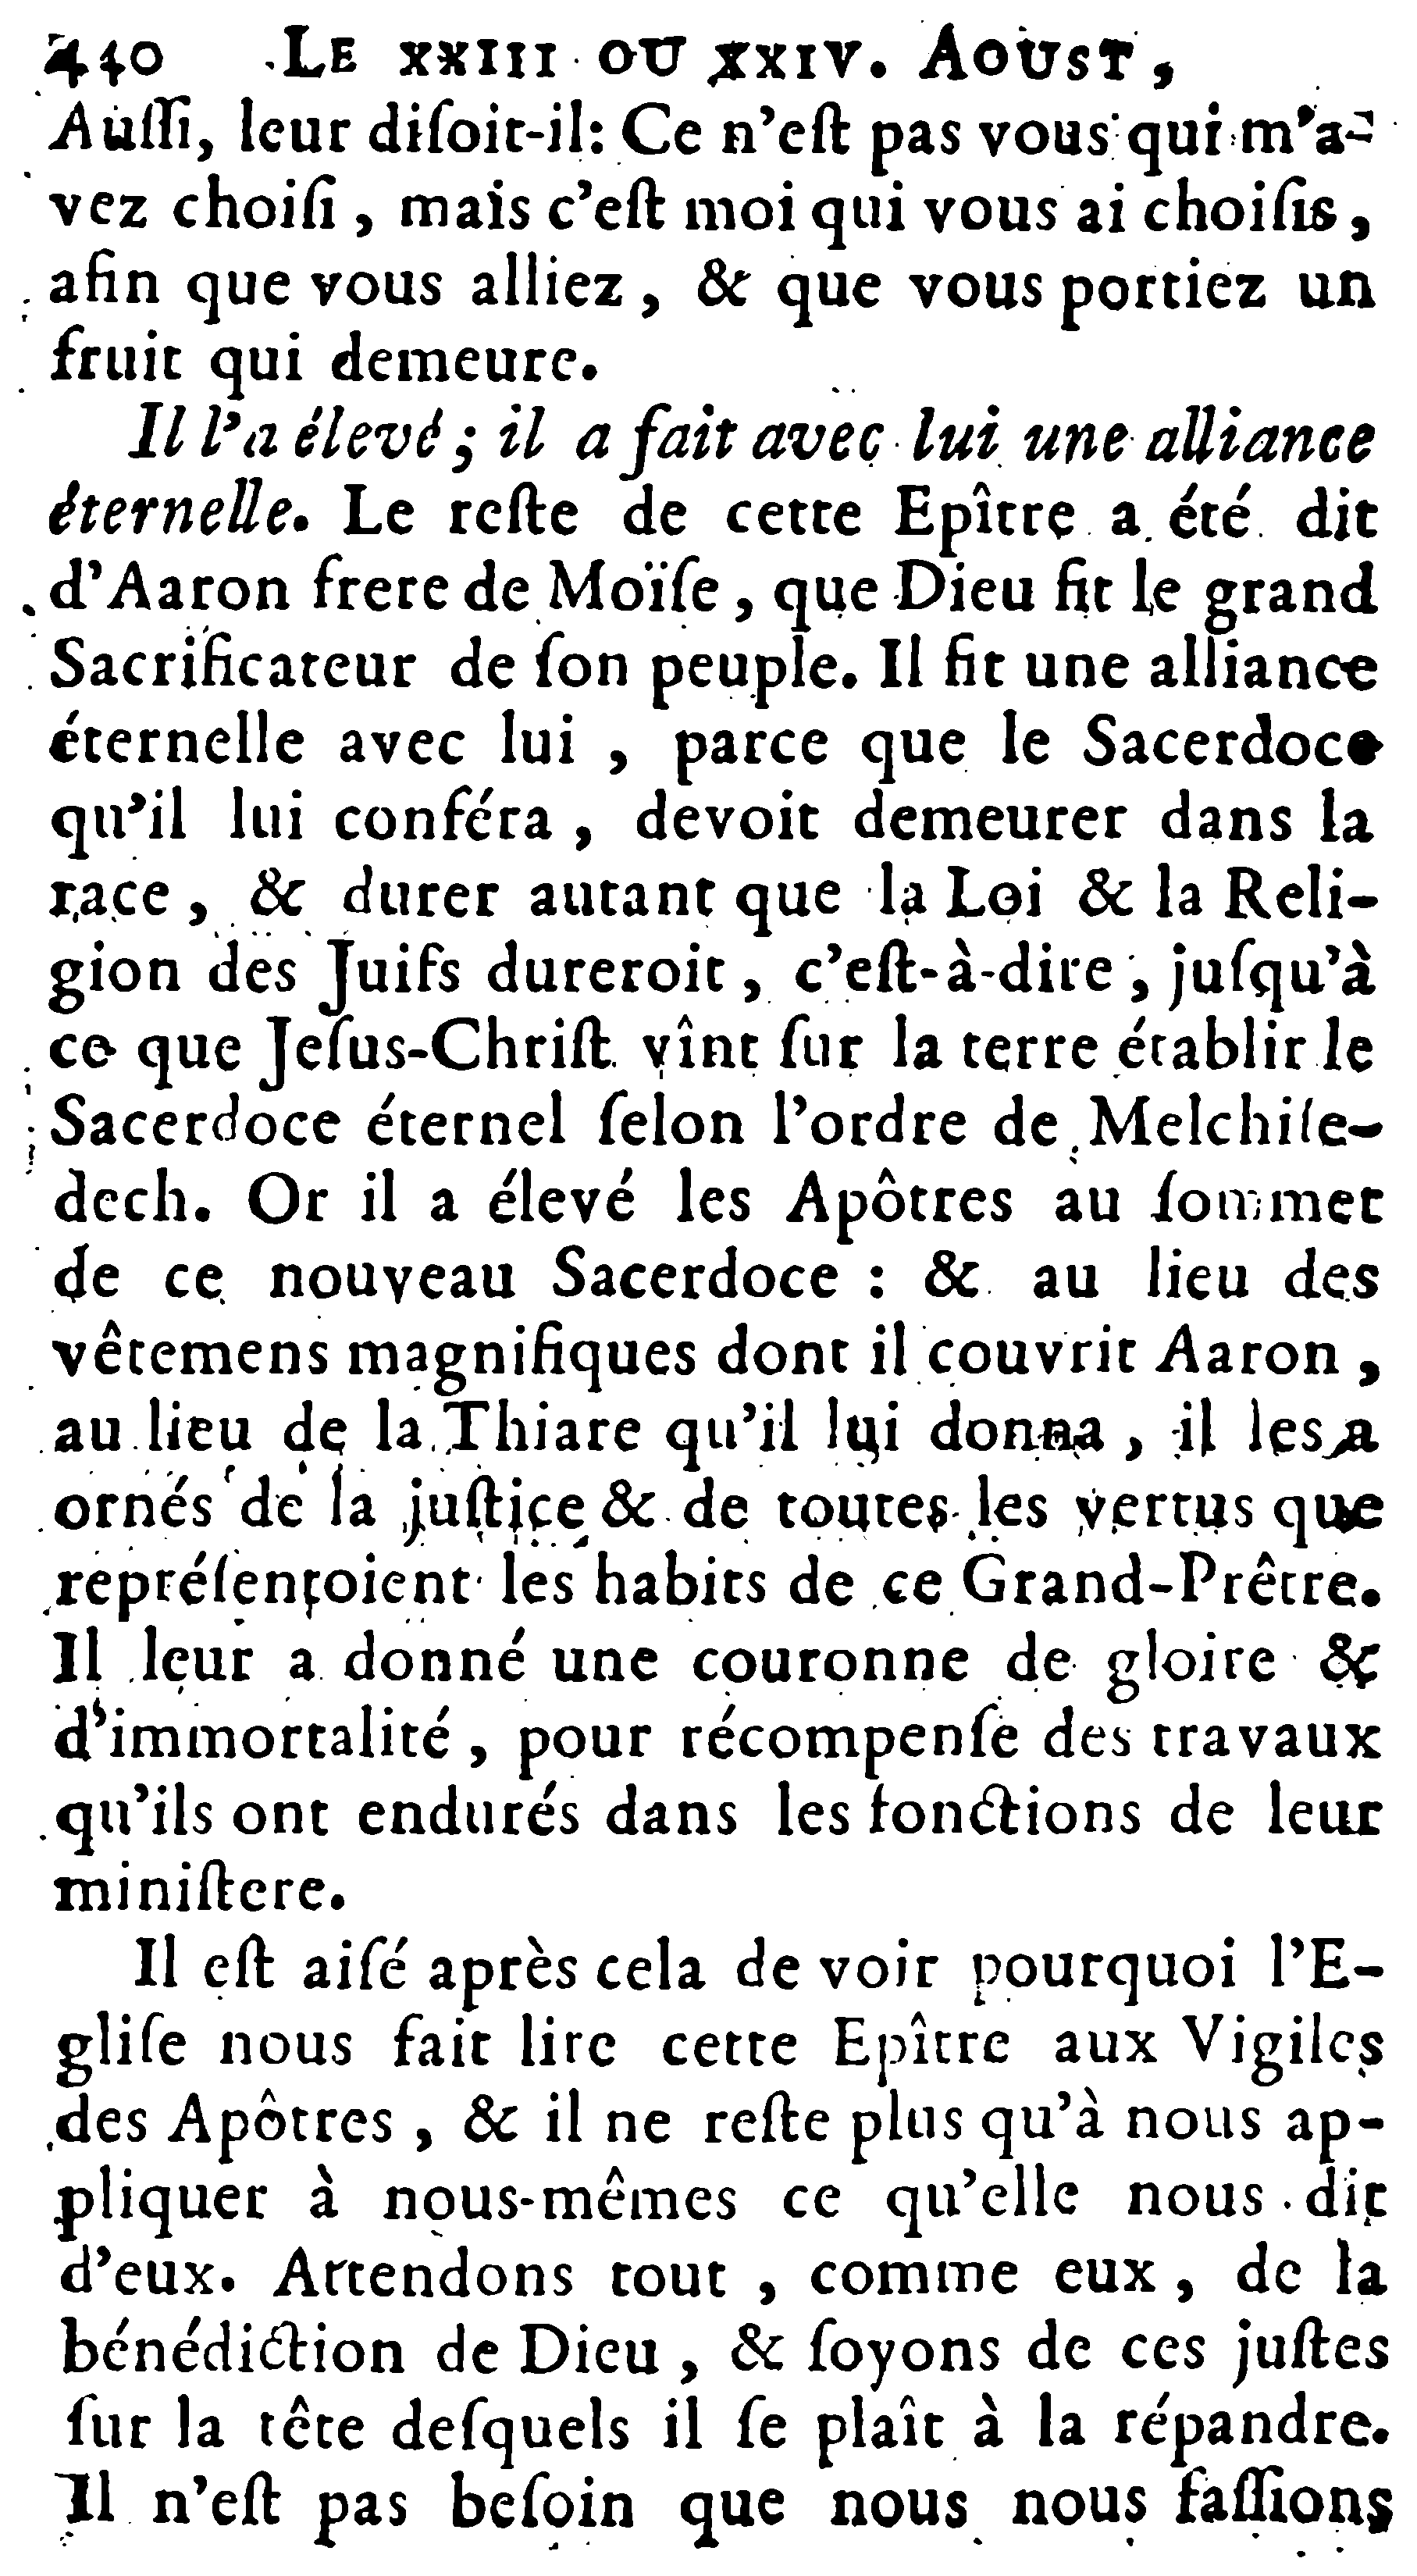 440 LE XXIII OU XXIV. AOUST,
Auſſi, leur diſoit-il: Ce n'eſt pas vous qui m'a-
vez choiſi, mais c'eſt moi qui vous ai choiſis,
afin que vous alliez, & que vous portiez un
fruit qui demeure.
Il l'a élevé; il a fait avec lui une alliance
éternelle. Le reſte de cette Epître a été dit
d'Aaron frere de Moïſe, que Dieu fit le grand
Sacrificateur de ſon peuple. Il fit une alliance
éternelle avec lui, parce que le Sacerdoce
qu'il lui conféra, devoit demeurer dans la
race, & durer autant que la Loi & la Reli-
gion des Juifs dureroit, c'eſt-à-dire, juſqu'à
ce que Jeſus-Chriſt vînt ſur la terre établir le
Sacerdoce éternel ſelon l'ordre de Melchiſe-
dech. Or il a élevé les Apôtres au ſommet
de ce nouveau Sacerdoce : & au lieu des
vêtemens magnifiques dont il couvrit Aaron,
au lieu de la Thiare qu'il lui donna, il les a
ornés de la juſtice & de toutes les vertus que
repréſentoient les habits de ce Grand-Prêtre.
Il leur a donné une couronne de gloire &
d'immortalité, pour récompenſe des travaux
qu'ils ont endurés dans les fonctions de leur
miniſtere.
Il eſt aiſé après cela de voir pourquoi l'E-
gliſe nous fait lire cette Epître aux Vigiles
des Apôtres, & il ne reſte plus qu'à nous ap-
pliquer à nous-mêmes ce qu'elle nous dit
d'eux. Attendons tout, comme eux, de la
bénédiction de Dieu, & ſoyons de ces juſtes
ſur la tête deſquels il ſe plaît à la répandre.
Il n'eſt pas beſoin que nous nous faſſions